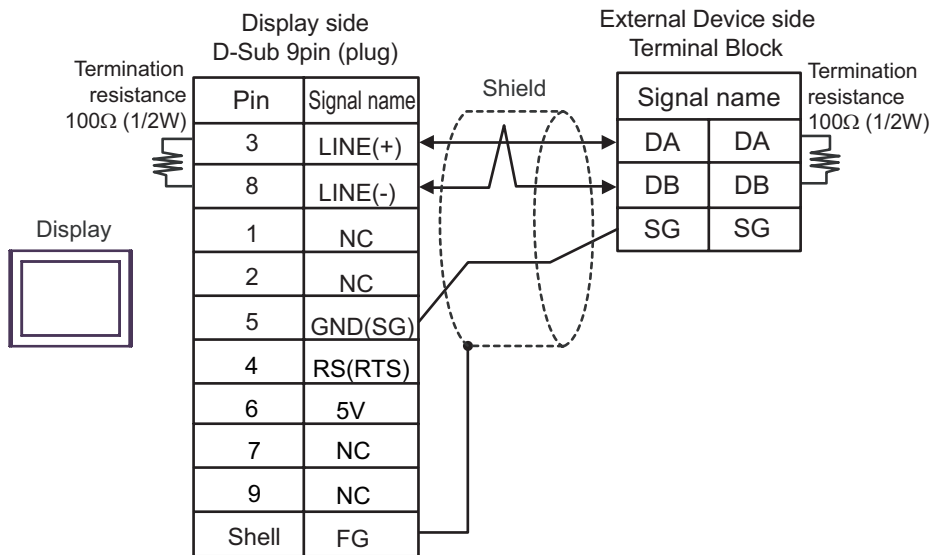 Display side
D-Sub 9pin (plug)
External Device side
Terminal Block
Termination
resistance
100Ω (1/2W)
Shield
Termination
resistance
100Ω (1/2W)
Display
Pin Signal name
3 LINE(+)
8 LINE(-)
1 NC
2 NC
5 GND(SG)
4 RS(RTS)
6 5V
7 NC
9 NC
Shell FG
Signal name
DA DA
DB DB
SG SG